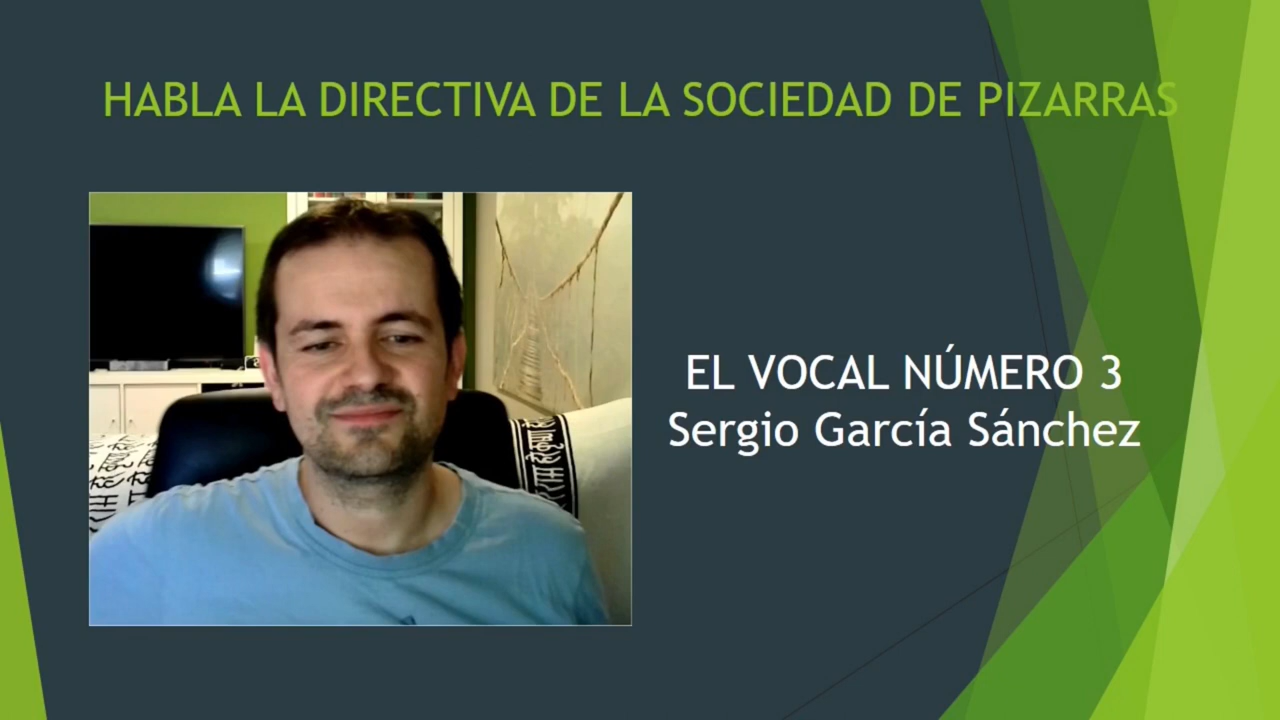 HABLA LA DIRECTIVA DE LA SOCIEDAD DE PIZARRAS
EL VOCAL NÚMERO 3
Sergio García Sánchez